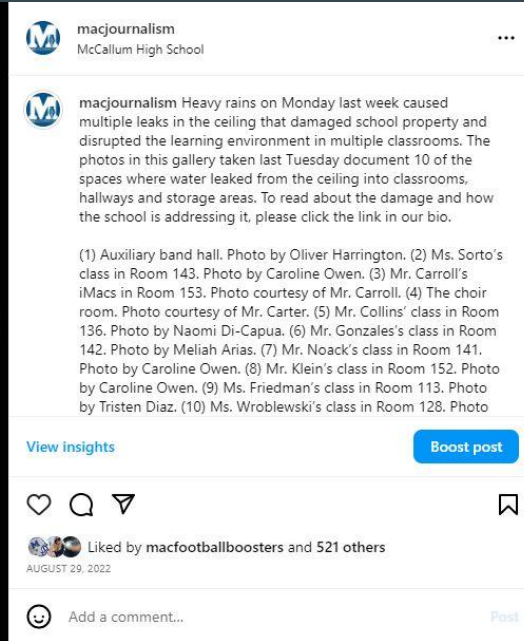 macjournalism
McCallum High School
macjournalism Heavy rains on Monday last week caused
multiple leaks in the ceiling that damaged school property and
disrupted the learning environment in multiple classrooms. The
photos in this gallery taken last Tuesday document 10 of the
spaces where water leaked from the ceiling into classrooms,
hallways and storage areas. To read about the damage and how
the school is addressing it, please click the link in our bio.
(1) Auxiliary band hall. Photo by Oliver Harrington. (2) Ms. Sorto's
class in Room 143. Photo by Caroline Owen. (3) Mr. Carroll's
iMacs in Room 153. Photo courtesy of Mr. Carroll. (4) The choir
room. Photo courtesy of Mr. Carter. (5) Mr. Collins' class in Room
136. Photo by Naomi Di-Capua. (6) Mr. Gonzales's class in Room
142. Photo by Meliah Arias. (7) Mr. Noack's class in Room 141.
Photo by Caroline Owen. (8) Mr. Klein's class in Room 152. Photo
by Caroline Owen. (9) Ms. Friedman's class in Room 113. Photo
by Tristen Diaz. (10) Ms. Wroblewski's class in Room 128. Photo
View insights
Boost post
Liked by macfootballboosters and 521 others
AUGUST 29, 2022
Add a comment...
Post